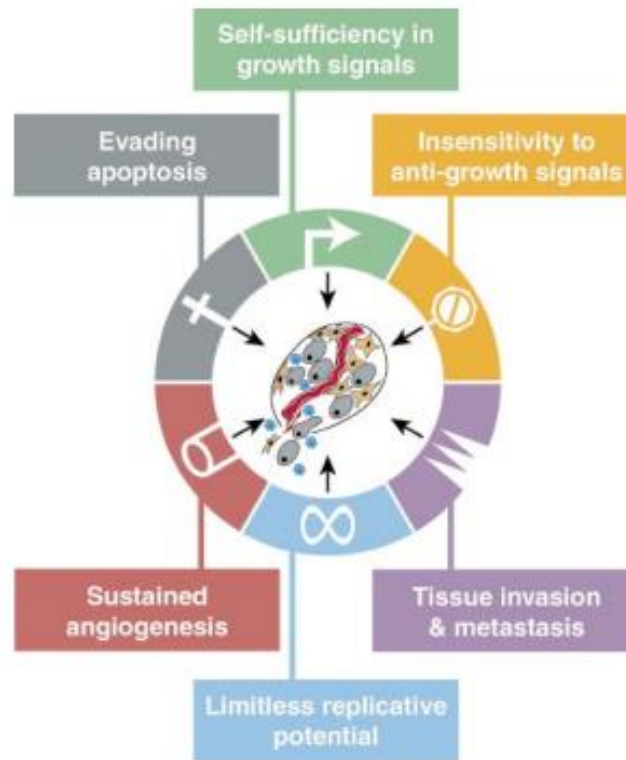 Self-sufficiency in
growth signals
Evading
apoptosis
Insensitivity to
anti-growth signals
Sustained
angiogenesis
Tissue invasion
& metastasis
Limitless replicative
potential